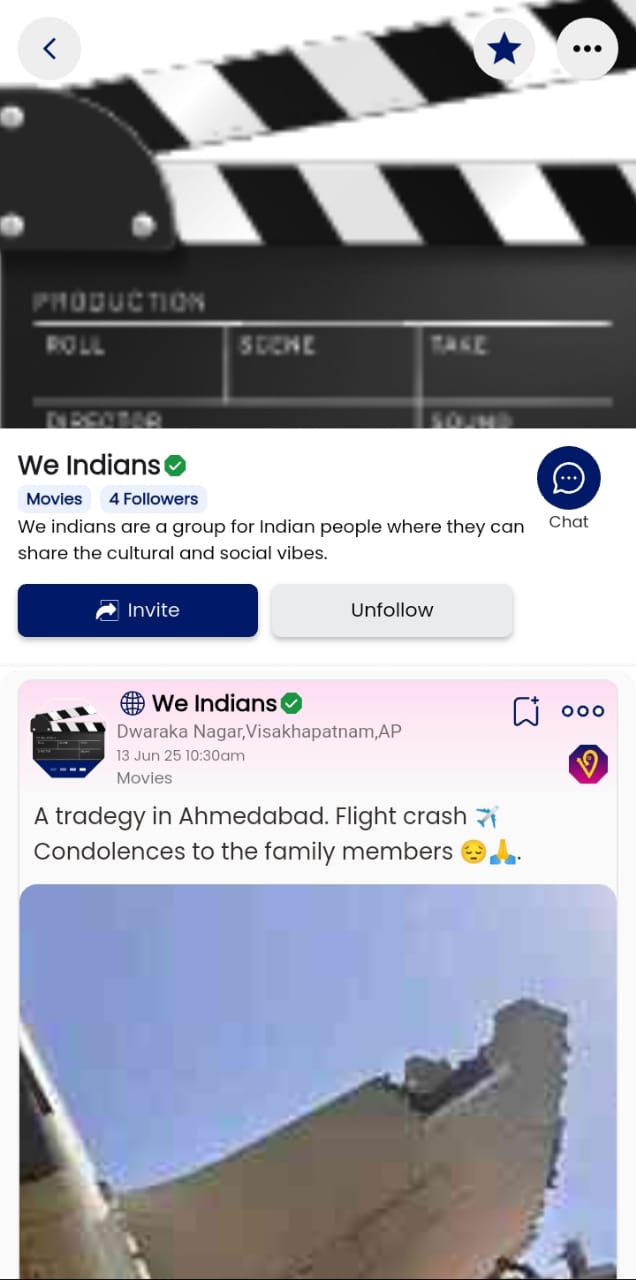 PRODUCTION
ROLL SCENE TAKE
DIRECTOR SOUND
We Indians
Movies 4 Followers
We indians are a group for Indian people where they can
share the cultural and social vibes.
Chat
Invite Unfollow
We Indians
Dwaraka Nagar,Visakhapatnam,AP
13 Jun 25 10:30am
Movies
A tradegy in Ahmedabad. Flight crash ✈️
Condolences to the family members 😔🙏.